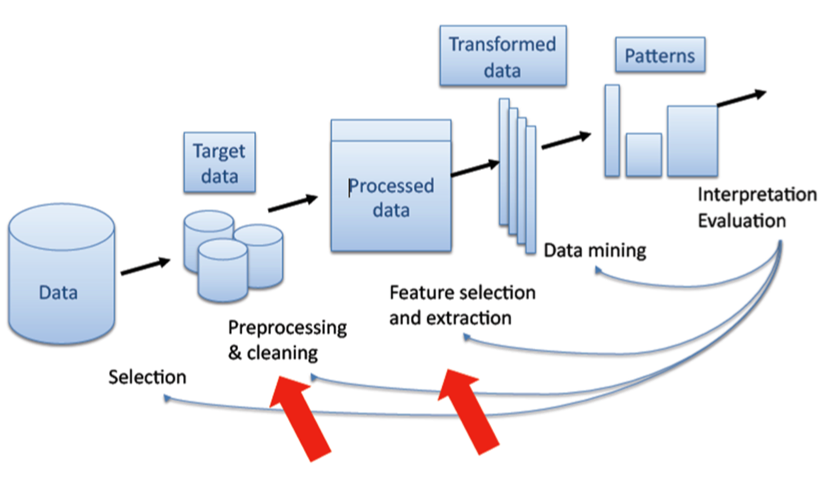 Transformed
data
Patterns
Target
data
Processed
data
Interpretation
Evaluation
Data mining
Data
Feature selection
and extraction
Preprocessing
& cleaning
Selection